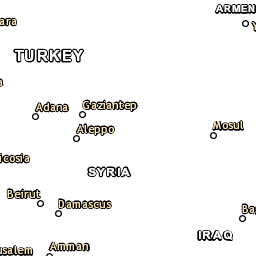 ARMEN
ara
TURKEY
Gaziantep
Adana
Mosul
Aleppo
icosia
SYRIA
Beirut
Damascus
Ba
IRAQ
usalem
Amman